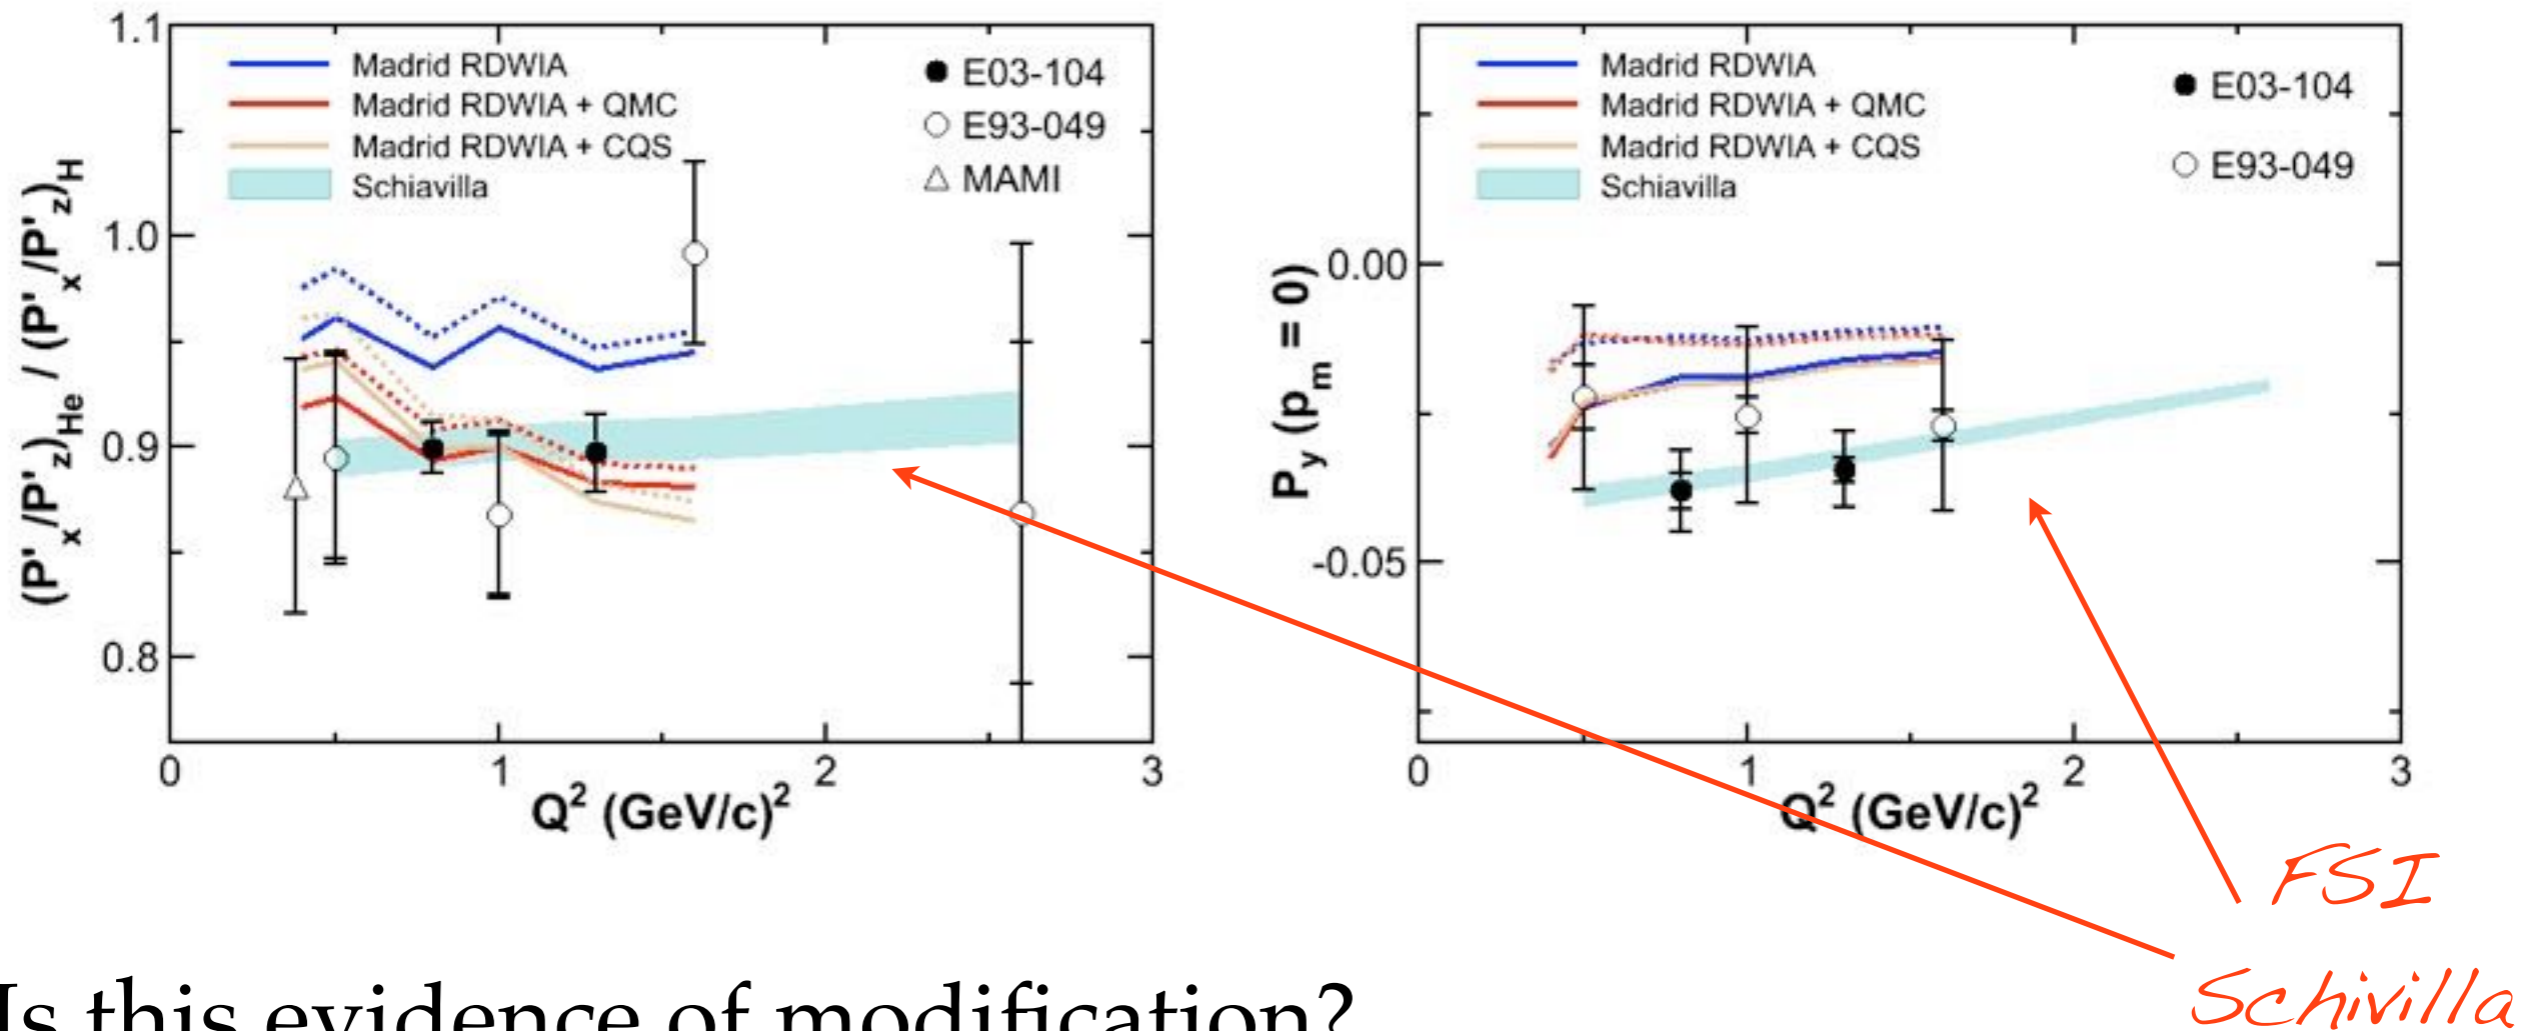 1.1
1.0
0.9
0.8
(P'x/P'z)He / (P'x/P'z)H
Madrid RDWIA
Madrid RDWIA + QMC
Madrid RDWIA + CQS
Schiavilla
E03-104
E93-049
MAMI
0 1 2 3
Q² (GeV/c)²
0.00
-0.05
Py (pm = 0)
Madrid RDWIA
Madrid RDWIA + QMC
Madrid RDWIA + CQS
Schiavilla
E03-104
E93-049
0 1 2 3
Q² (GeV/c)²
FSI
Schivilla
Is this evidence of modification?